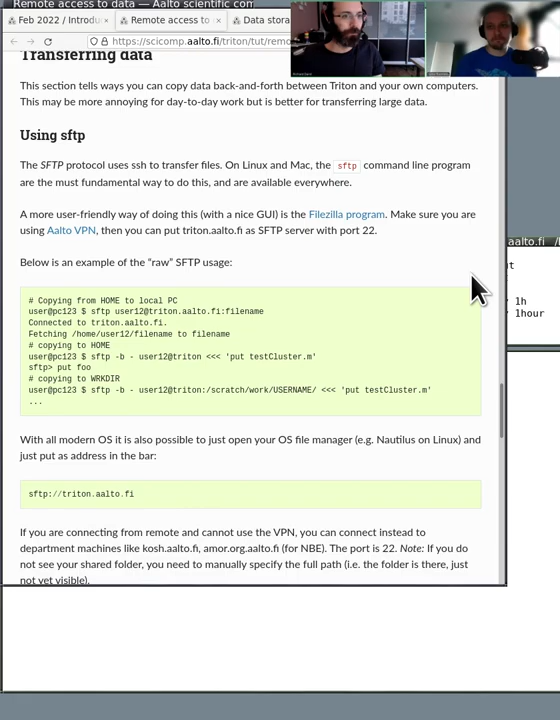 Remote access to data — Aalto scientific com
Feb 2022 / Introdu ×
Remote access to ×
Data stora
https://scicomp.aalto.fi/triton/tut/remo
Transferring data
This section tells ways you can copy data back-and-forth between Triton and your own computers.
This may be more annoying for day-to-day work but is better for transferring large data.
Using sftp
The SFTP protocol uses ssh to transfer files. On Linux and Mac, the sftp command line program
are the must fundamental way to do this, and are available everywhere.
A more user-friendly way of doing this (with a nice GUI) is the Filezilla program. Make sure you are
using Aalto VPN, then you can put triton.aalto.fi as SFTP server with port 22.
Below is an example of the “raw” SFTP usage:
# Copying from HOME to local PC
user@pc123 $ sftp user12@triton.aalto.fi:filename
Connected to triton.aalto.fi.
Fetching /home/user12/filename to filename
# copying to HOME
user@pc123 $ sftp -b - user12@triton <<< 'put testCluster.m'
sftp> put foo
# copying to WRKDIR
user@pc123 $ sftp -b - user12@triton:/scratch/work/USERNAME/ <<< 'put testCluster.m'
...
With all modern OS it is also possible to just open your OS file manager (e.g. Nautilus on Linux) and
just put as address in the bar:
sftp://triton.aalto.fi
If you are connecting from remote and cannot use the VPN, you can connect instead to
department machines like kosh.aalto.fi, amor.org.aalto.fi (for NBE). The port is 22. Note: If you do
not see your shared folder, you need to manually specify the full path (i.e. the folder is there, just
not yet visible).
aalto.fi
1h
1hour